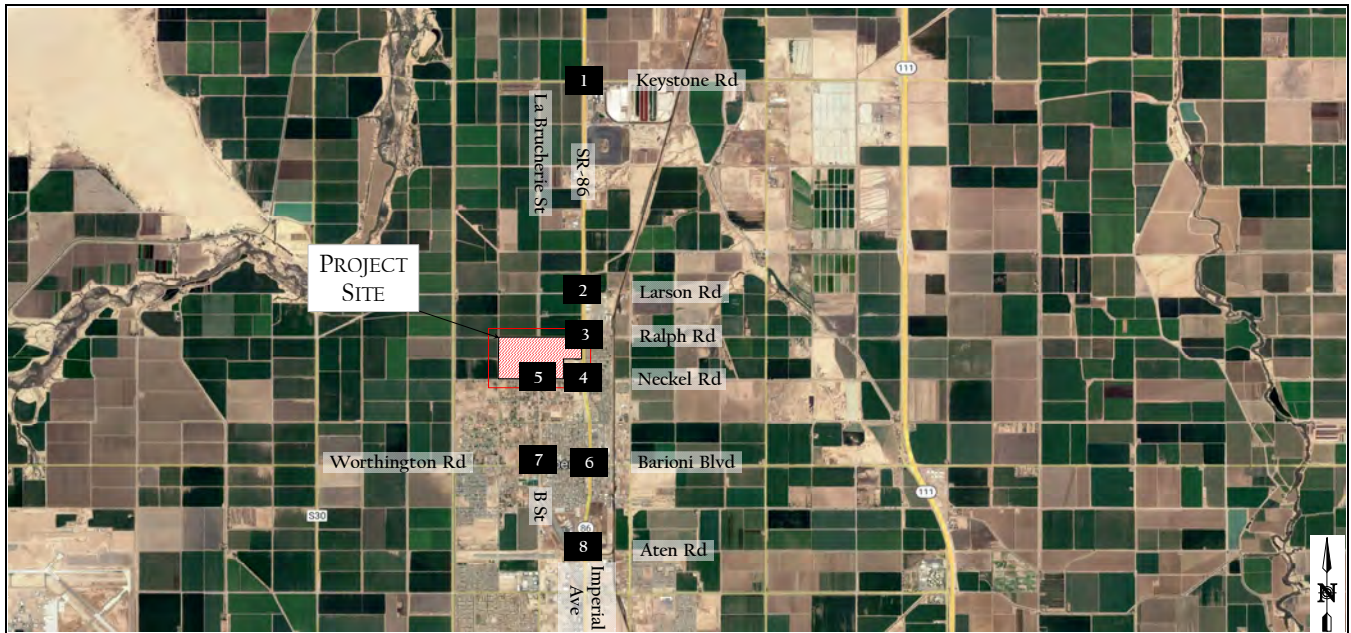 111
1
Keystone Rd
La Brucherie St
SR-86
PROJECT
SITE
2
Larson Rd
3
Ralph Rd
5
4
Neckel Rd
Worthington Rd
7
6
Barioni Blvd
111
B St
S30
86
8
Aten Rd
Imperial
Ave
N